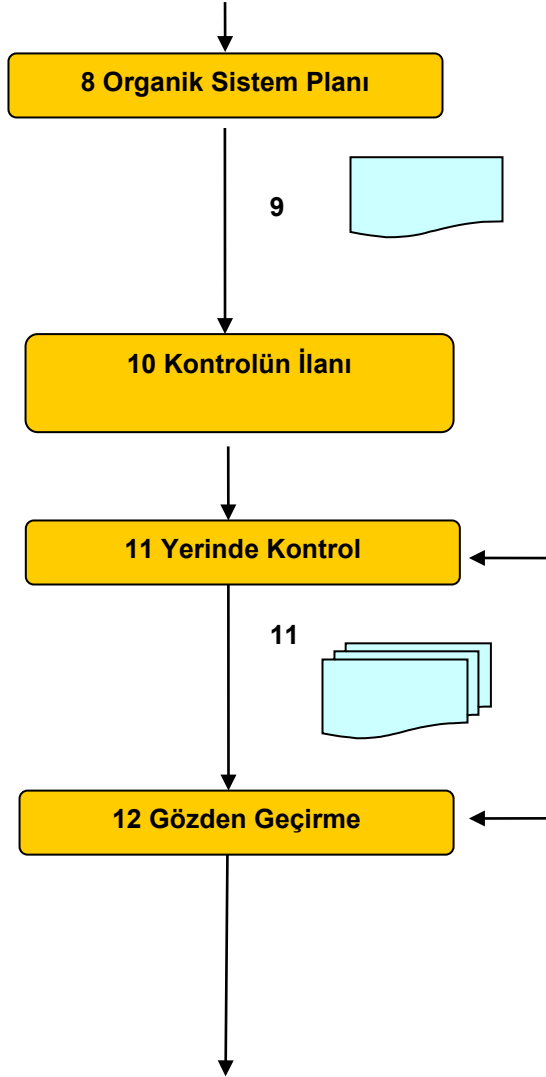 8 Organik Sistem Planı
9
10 Kontrolün İlanı
11 Yerinde Kontrol
11
12 Gözden Geçirme